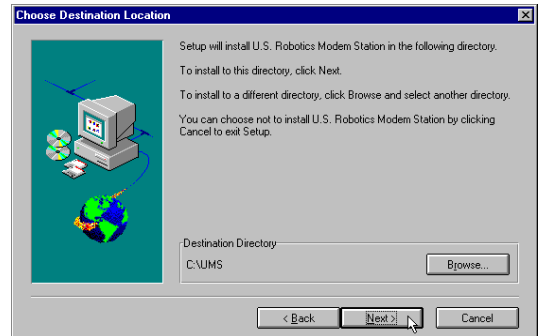 Choose Destination Location
Setup will install U.S. Robotics Modem Station in the following directory.
To install to this directory, click Next.
To install to a different directory, click Browse and select another directory.
You can choose not to install U.S. Robotics Modem Station by clicking
Cancel to exit Setup.
Destination Directory
C:\UMS
Browse...
< Back
Next >
Cancel